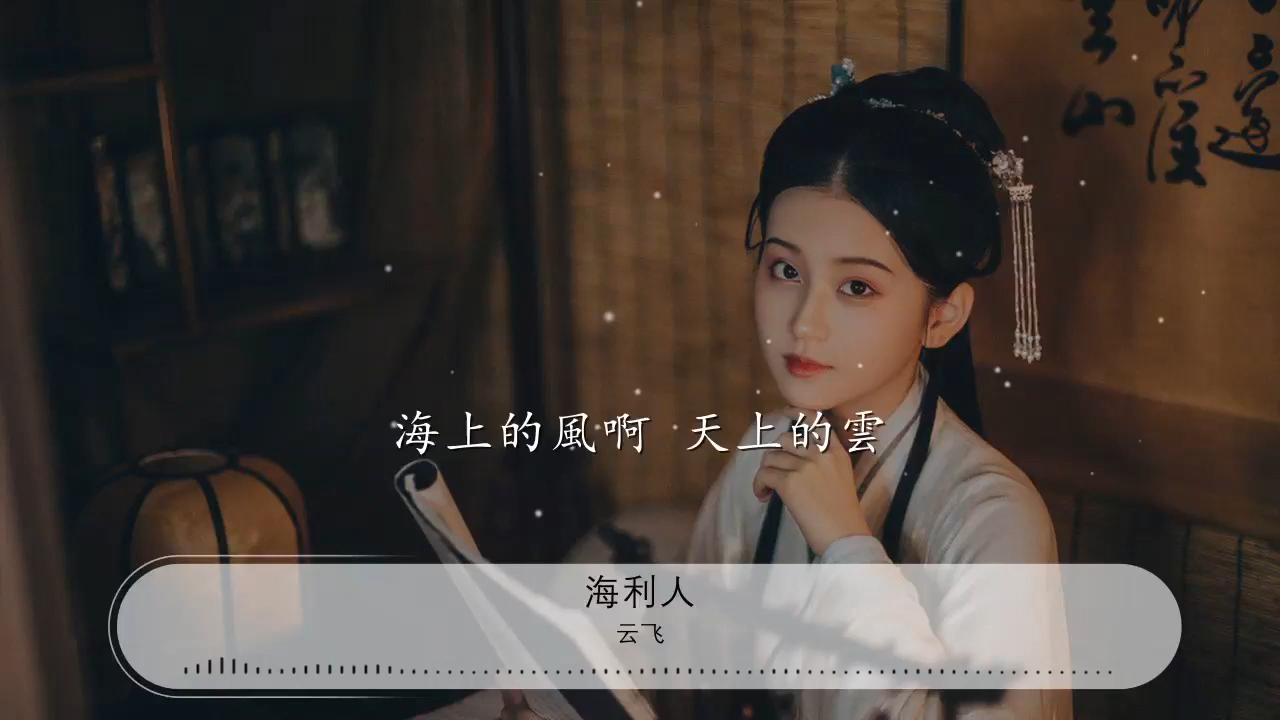 海上的風啊 天上的雲
海利人
云飞